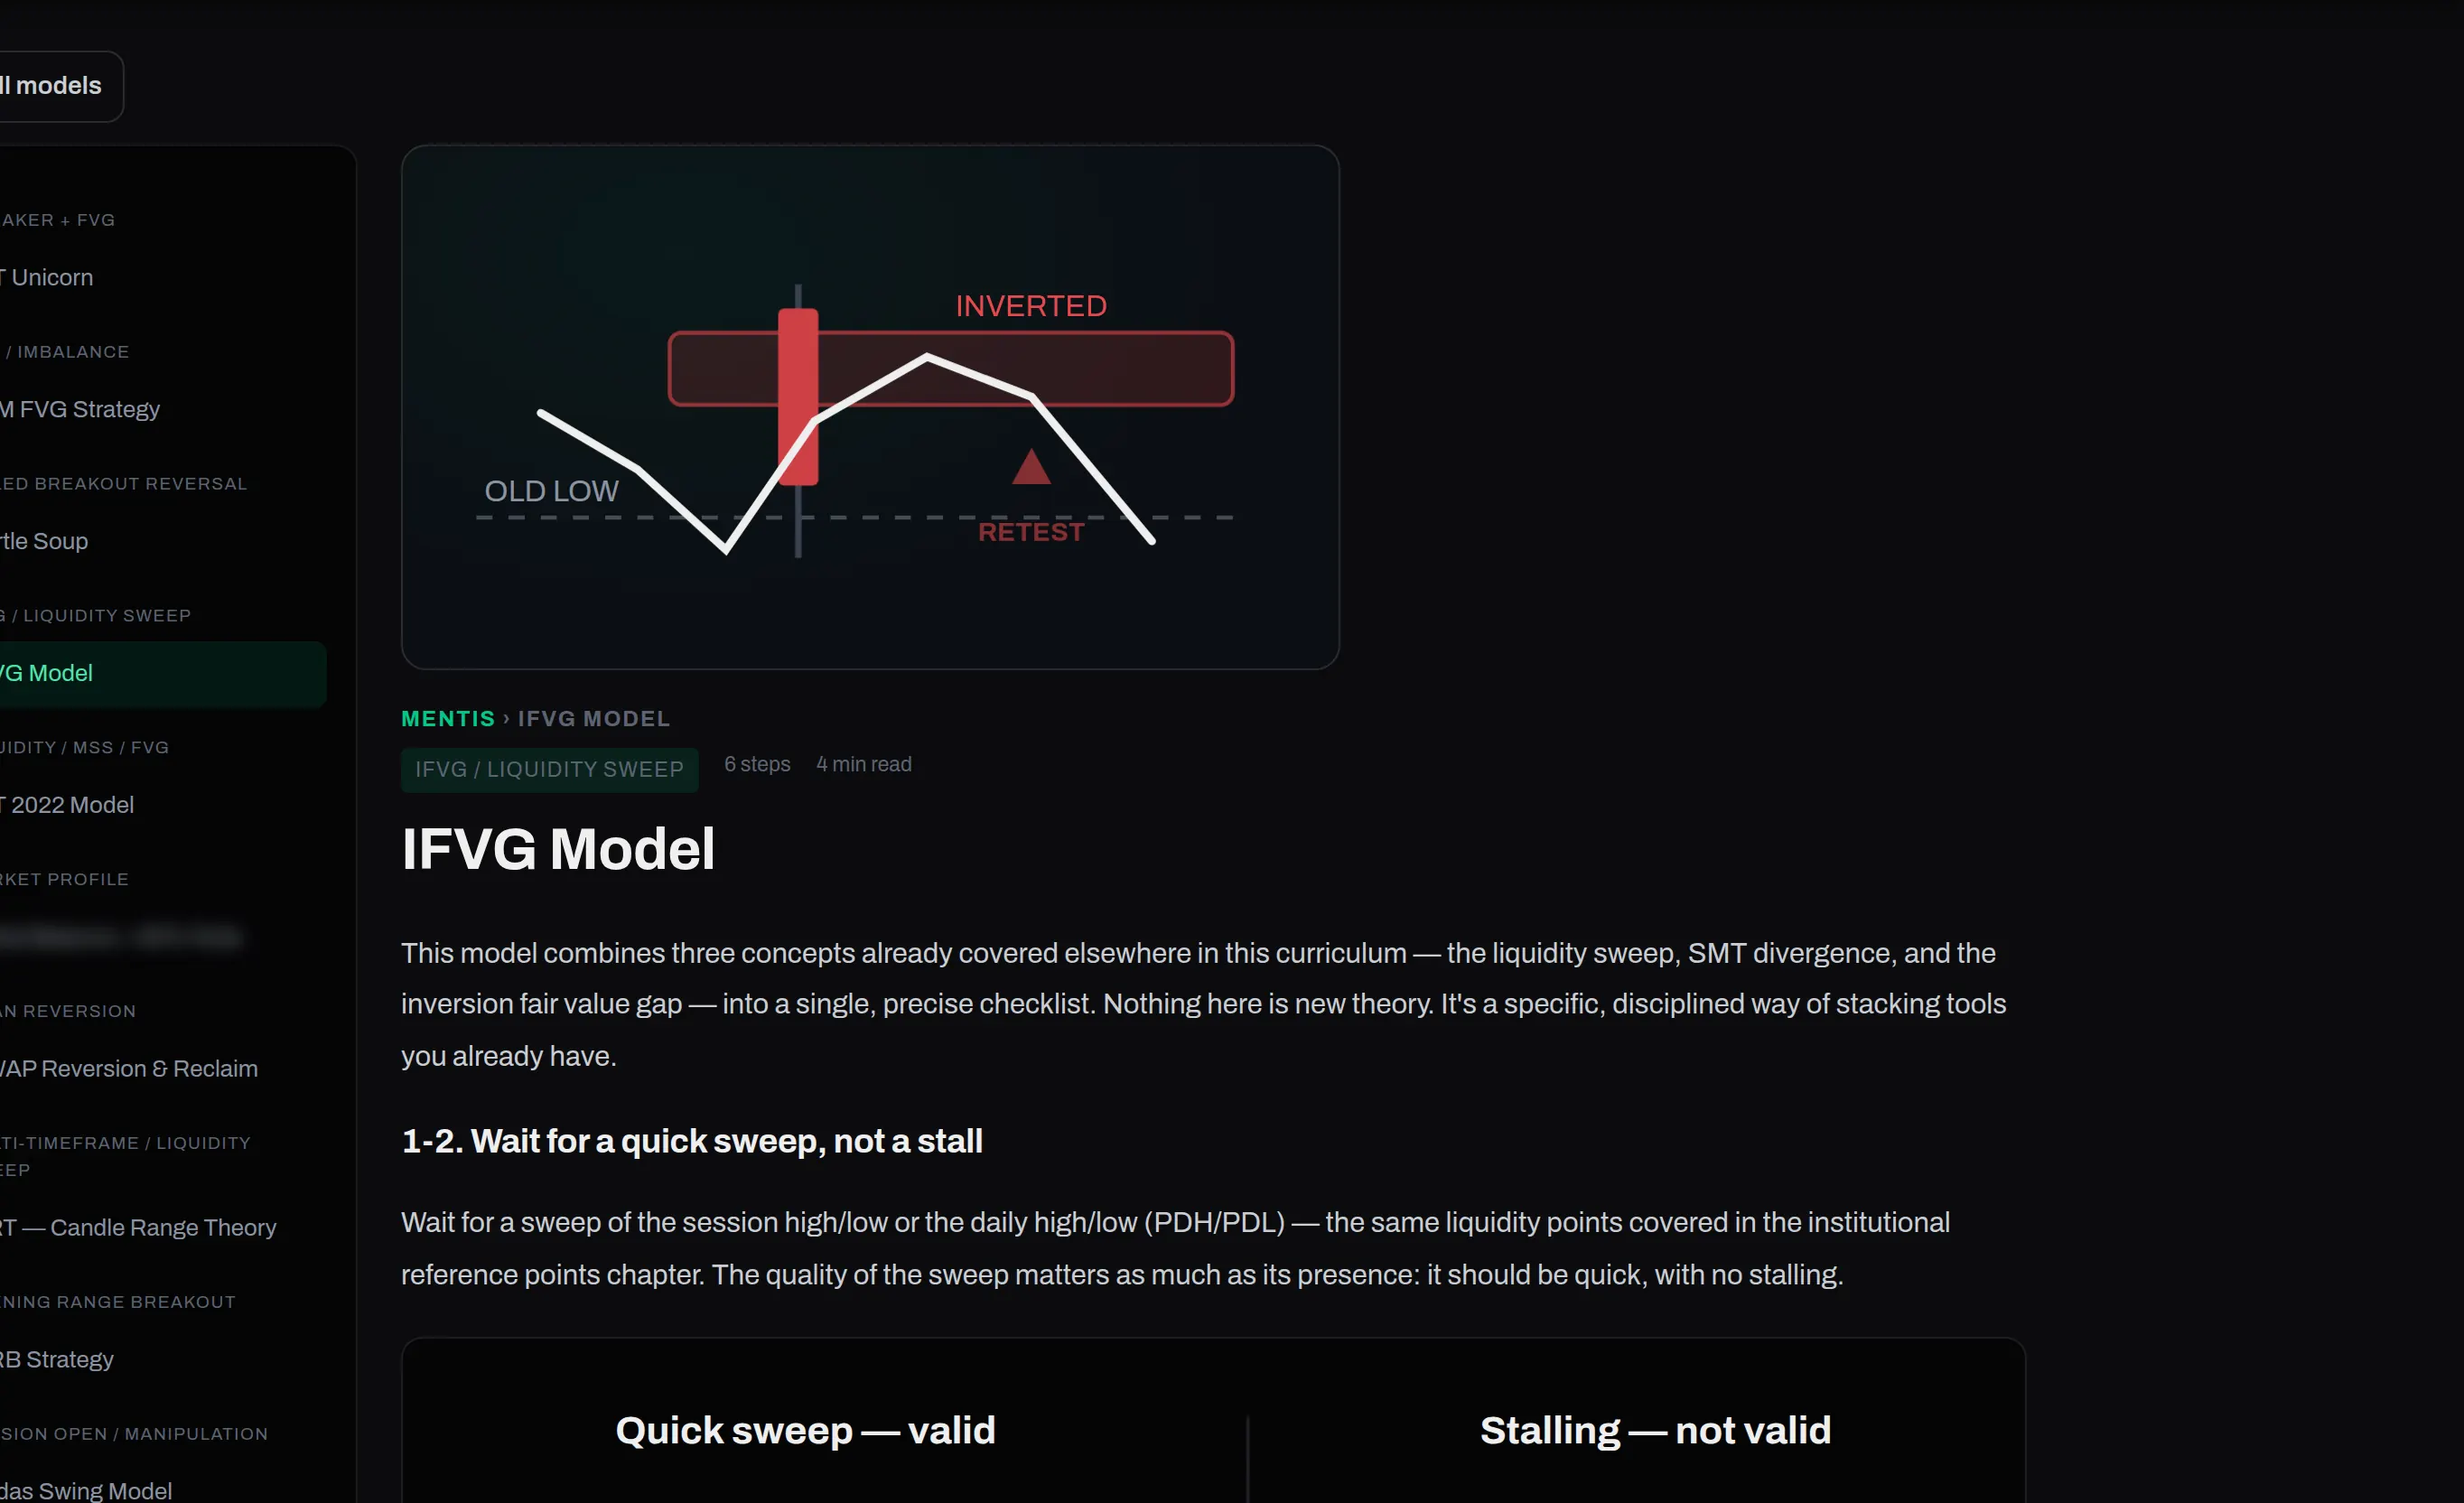 ll models
AKER + FVG
T Unicorn
/ IMBALANCE
M FVG Strategy
LED BREAKOUT REVERSAL
rtle Soup
G / LIQUIDITY SWEEP
VG Model
UIDITY / MSS / FVG
T 2022 Model
RKET PROFILE
AN REVERSION
WAP Reversion & Reclaim
TI-TIMEFRAME / LIQUIDITY
EEP
RT — Candle Range Theory
ENING RANGE BREAKOUT
RB Strategy
SION OPEN / MANIPULATION
das Swing Model
INVERTED
OLD LOW
RETEST
MENTIS › IFVG MODEL
IFVG / LIQUIDITY SWEEP 6 steps 4 min read
IFVG Model
This model combines three concepts already covered elsewhere in this curriculum — the liquidity sweep, SMT divergence, and the
inversion fair value gap — into a single, precise checklist. Nothing here is new theory. It's a specific, disciplined way of stacking tools
you already have.
1-2. Wait for a quick sweep, not a stall
Wait for a sweep of the session high/low or the daily high/low (PDH/PDL) — the same liquidity points covered in the institutional
reference points chapter. The quality of the sweep matters as much as its presence: it should be quick, with no stalling.
Quick sweep — valid
Stalling — not valid